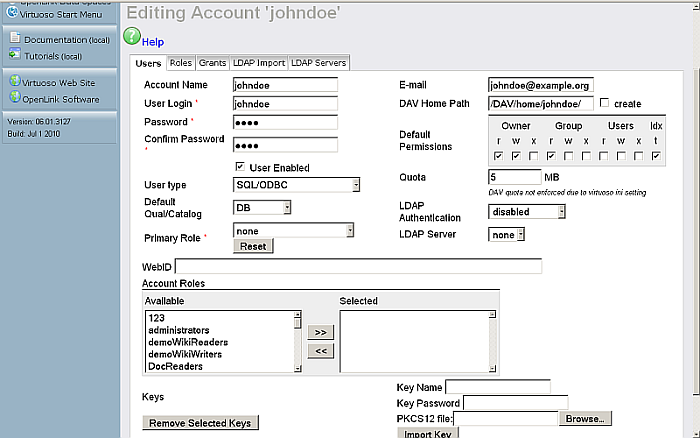 OpenLink Data Spaces
Virtuoso Start Menu
Documentation (local)
Tutorials (local)
Virtuoso Web Site
OpenLink Software
Version: 06.01.3127
Build: Jul 1 2010
Editing Account 'johndoe'
Help
Users Roles Grants LDAP Import LDAP Servers
Account Name johndoe E-mail johndoe@example.org
User Login * johndoe DAV Home Path /DAV/home/johndoe/ create
Password * ●●●●
Confirm Password * ●●●●
Default Permissions
Owner Group Users Idx
r w x r w x r w x t
User Enabled
User type SQL/ODBC
Quota 5 MB
DAV quota not enforced due to virtuoso ini setting
Default Qual/Catalog DB
LDAP Authentication disabled
Primary Role * none
Reset
LDAP Server none
WebID
Account Roles
Available Selected
123
administrators
demoWikiReaders
demoWikiWriters
DocReaders
>>
<<
Keys
Remove Selected Keys
Key Name
Key Password
PKCS12 file: Browse...
Import Key